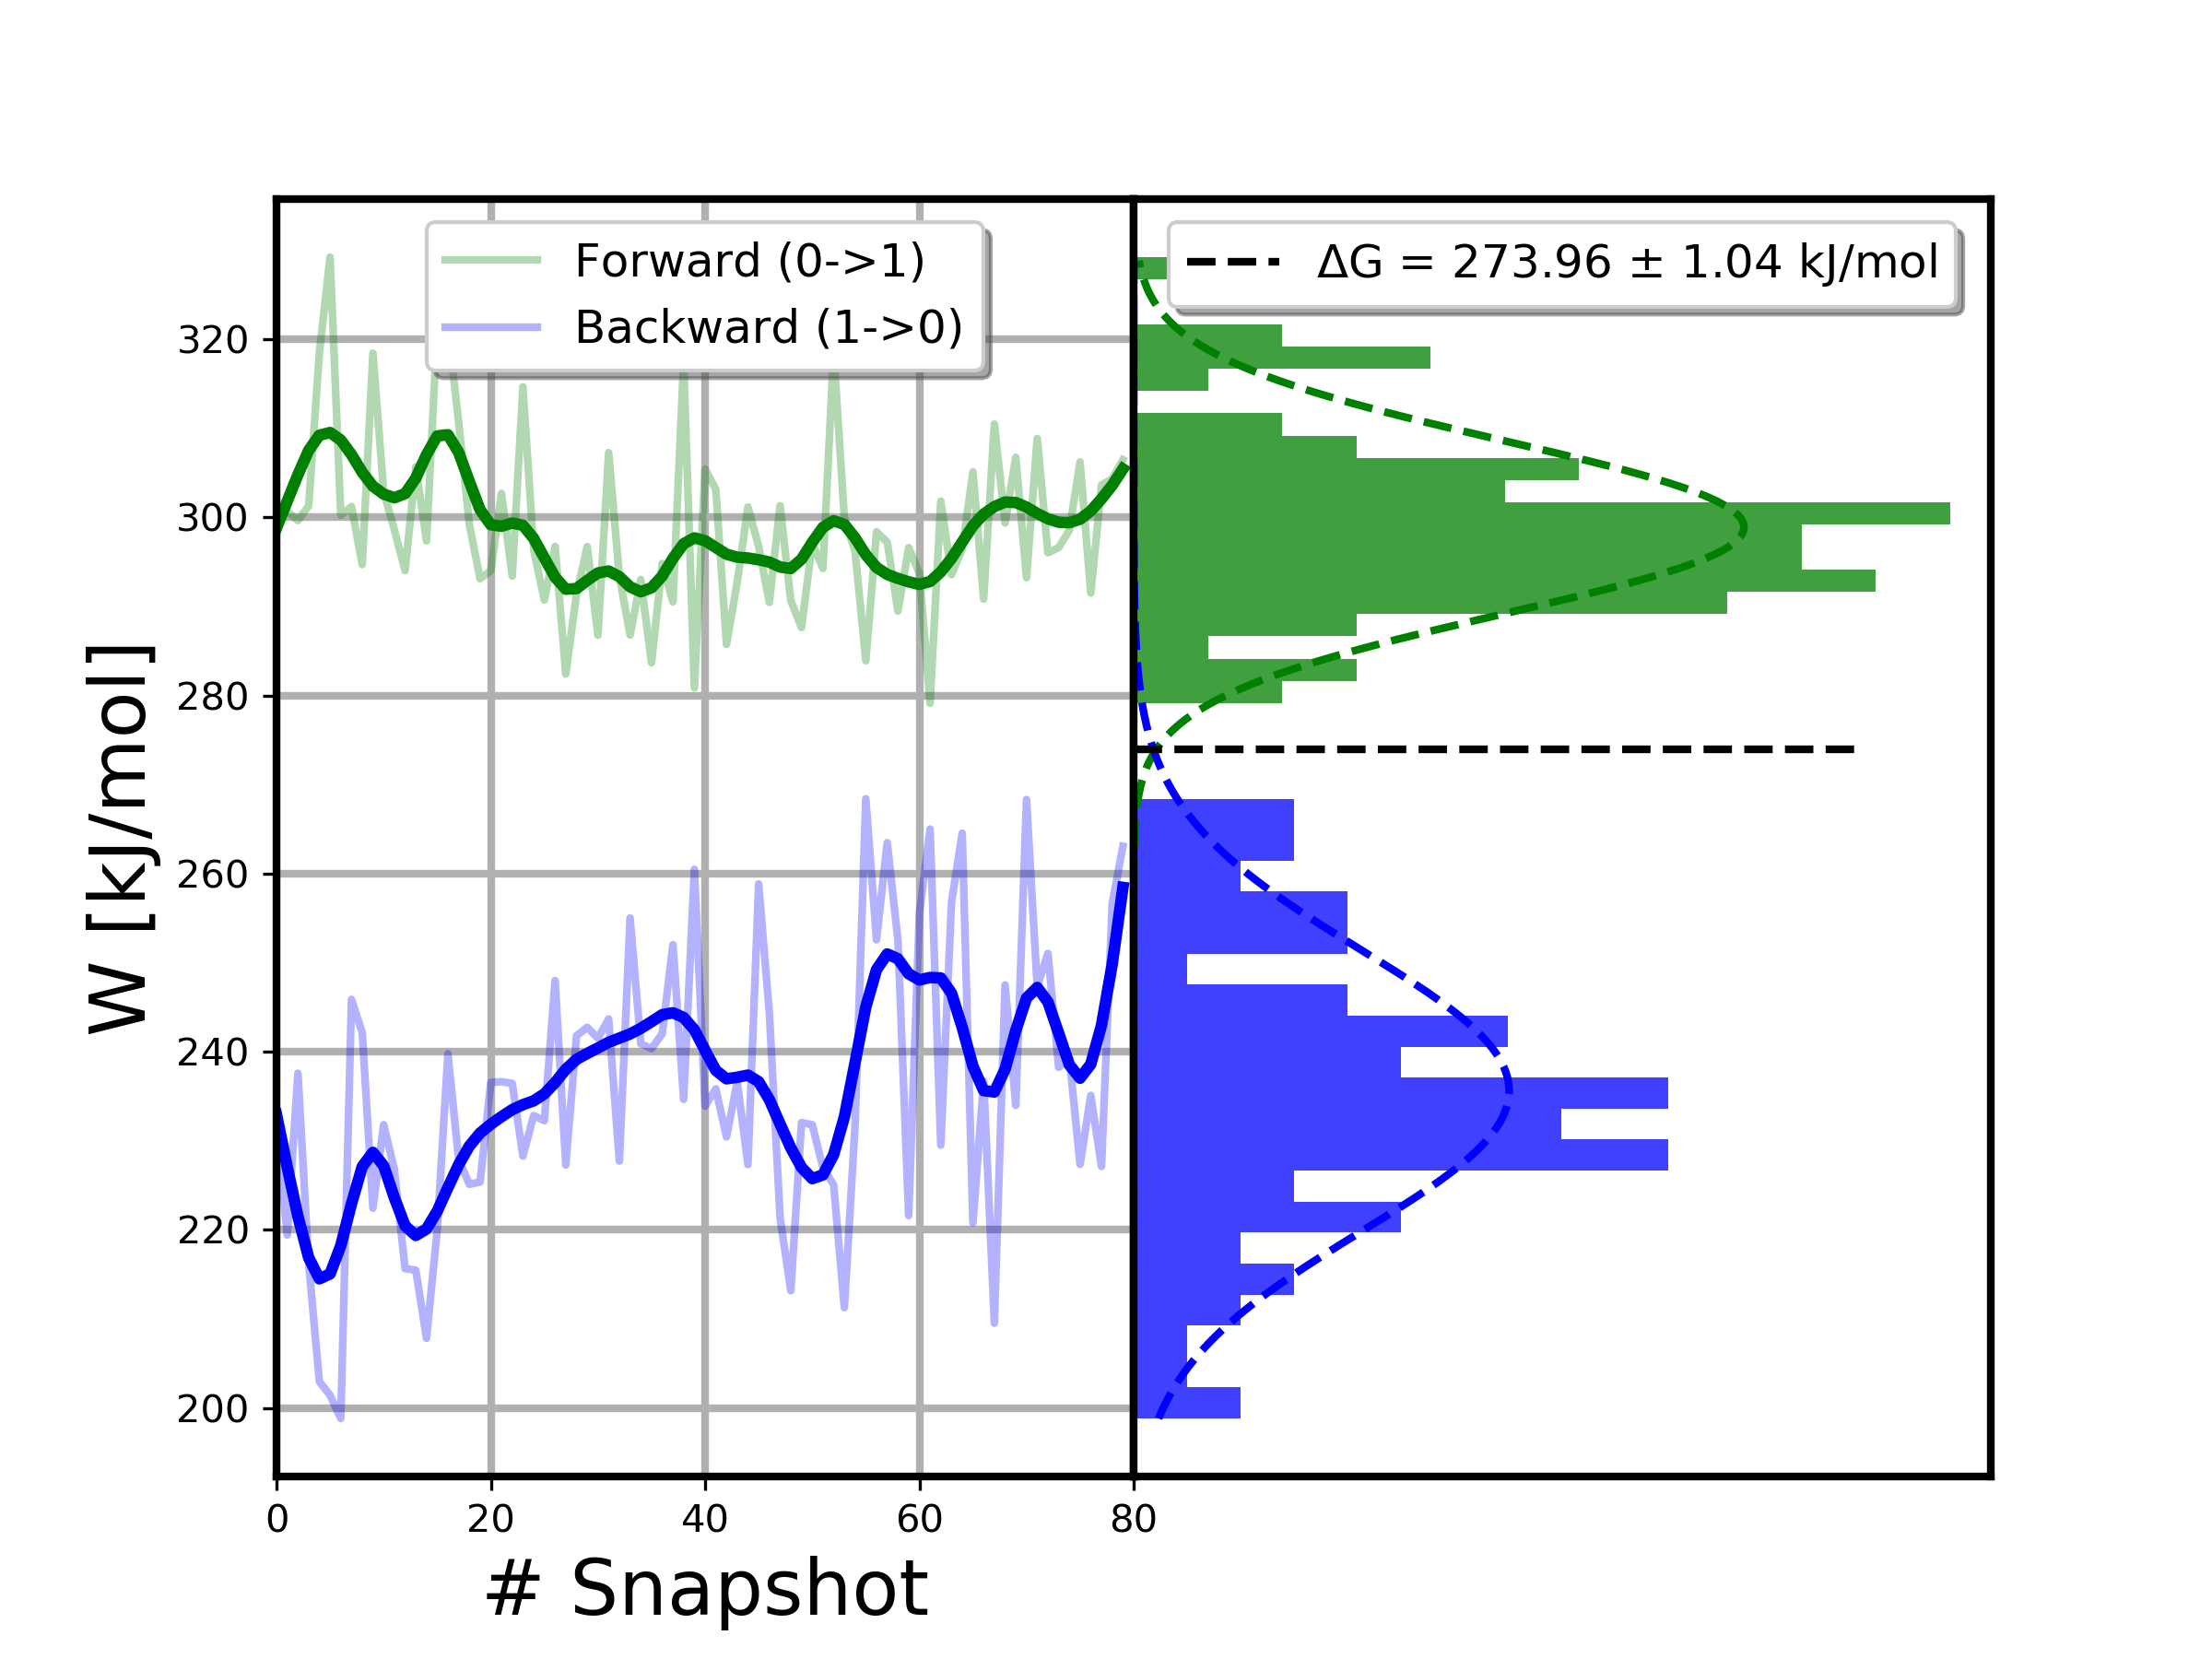 Forward (0->1)
Backward (1->0)
ΔG = 273.96 ± 1.04 kJ/mol
W [kJ/mol]
320
300
280
260
240
220
200
0 20 40 60 80
# Snapshot